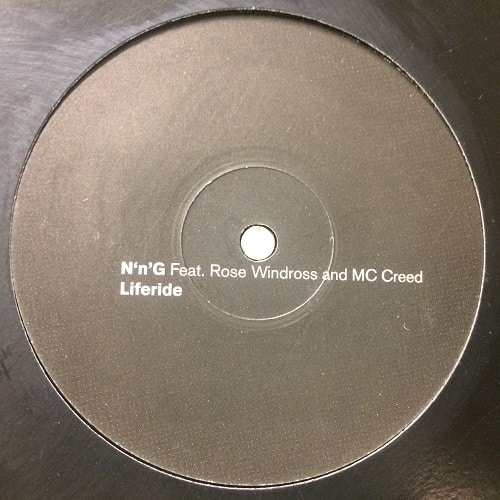 N‘n’G Feat. Rose Windross and MC Creed
Liferide